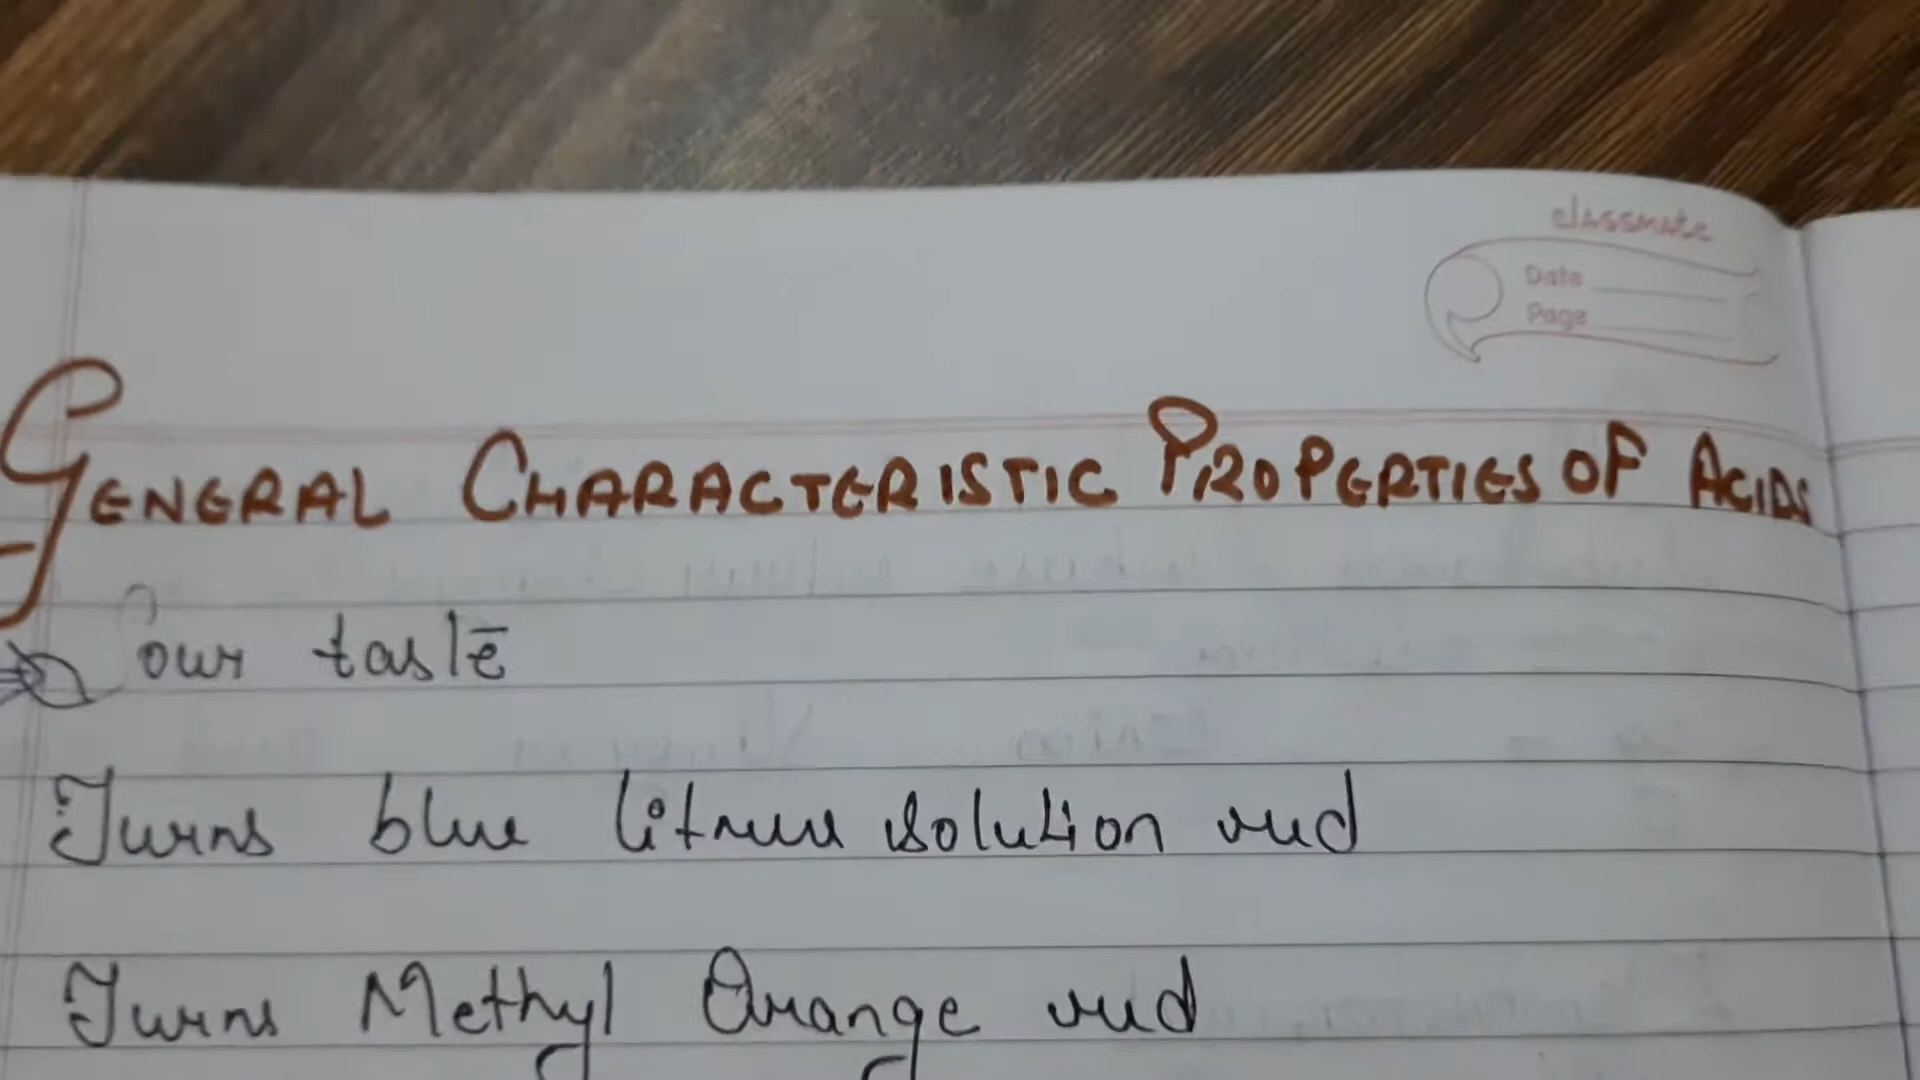 classmate
Date
Page
GENERAL CHARACTERISTIC PROPERTIES OF ACIDS
Sour taste
Turns blue litmus solution red
Turns Methyl Orange red